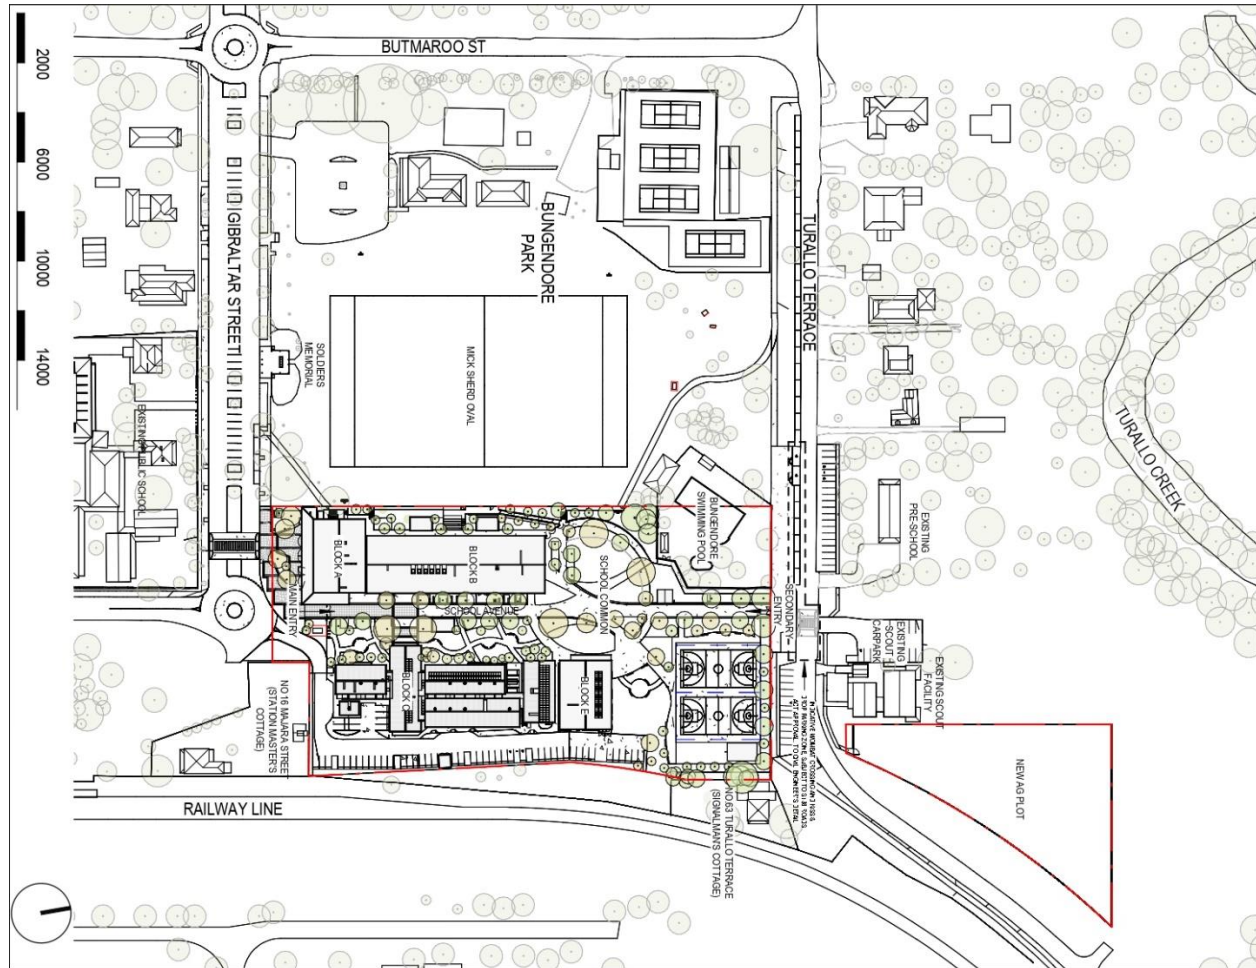 BUTMAROO ST
2000
6000
10000
14000
GIBRALTAR STREET
BUNGENDORE
PARK
TURALLO TERRACE
TURALLO CREEK
SOLDERS
MEMORIAL
MICK SHERD OVAL
EXISTING PUBLIC SCHOOL
BUNGENDORE
SWIMMING POOL
EXISTING
PRE-SCHOOL
BLOCK A
BLOCK B
SCHOOL COMMON
MAIN ENTRY
SCHOOL AVENUE
SECONDARY
ENTRY
EXISTING
SCOUT
CARPARK
EXISTING SCOUT
FACILITY
BLOCK C
BLOCK E
NO 16 MAJARA STREET
(STATION MASTER'S
COTTAGE)
NEW AG PLOT
NO.63 TURALLO TERRACE
(SIGNALMAN'S COTTAGE)
RAILWAY LINE